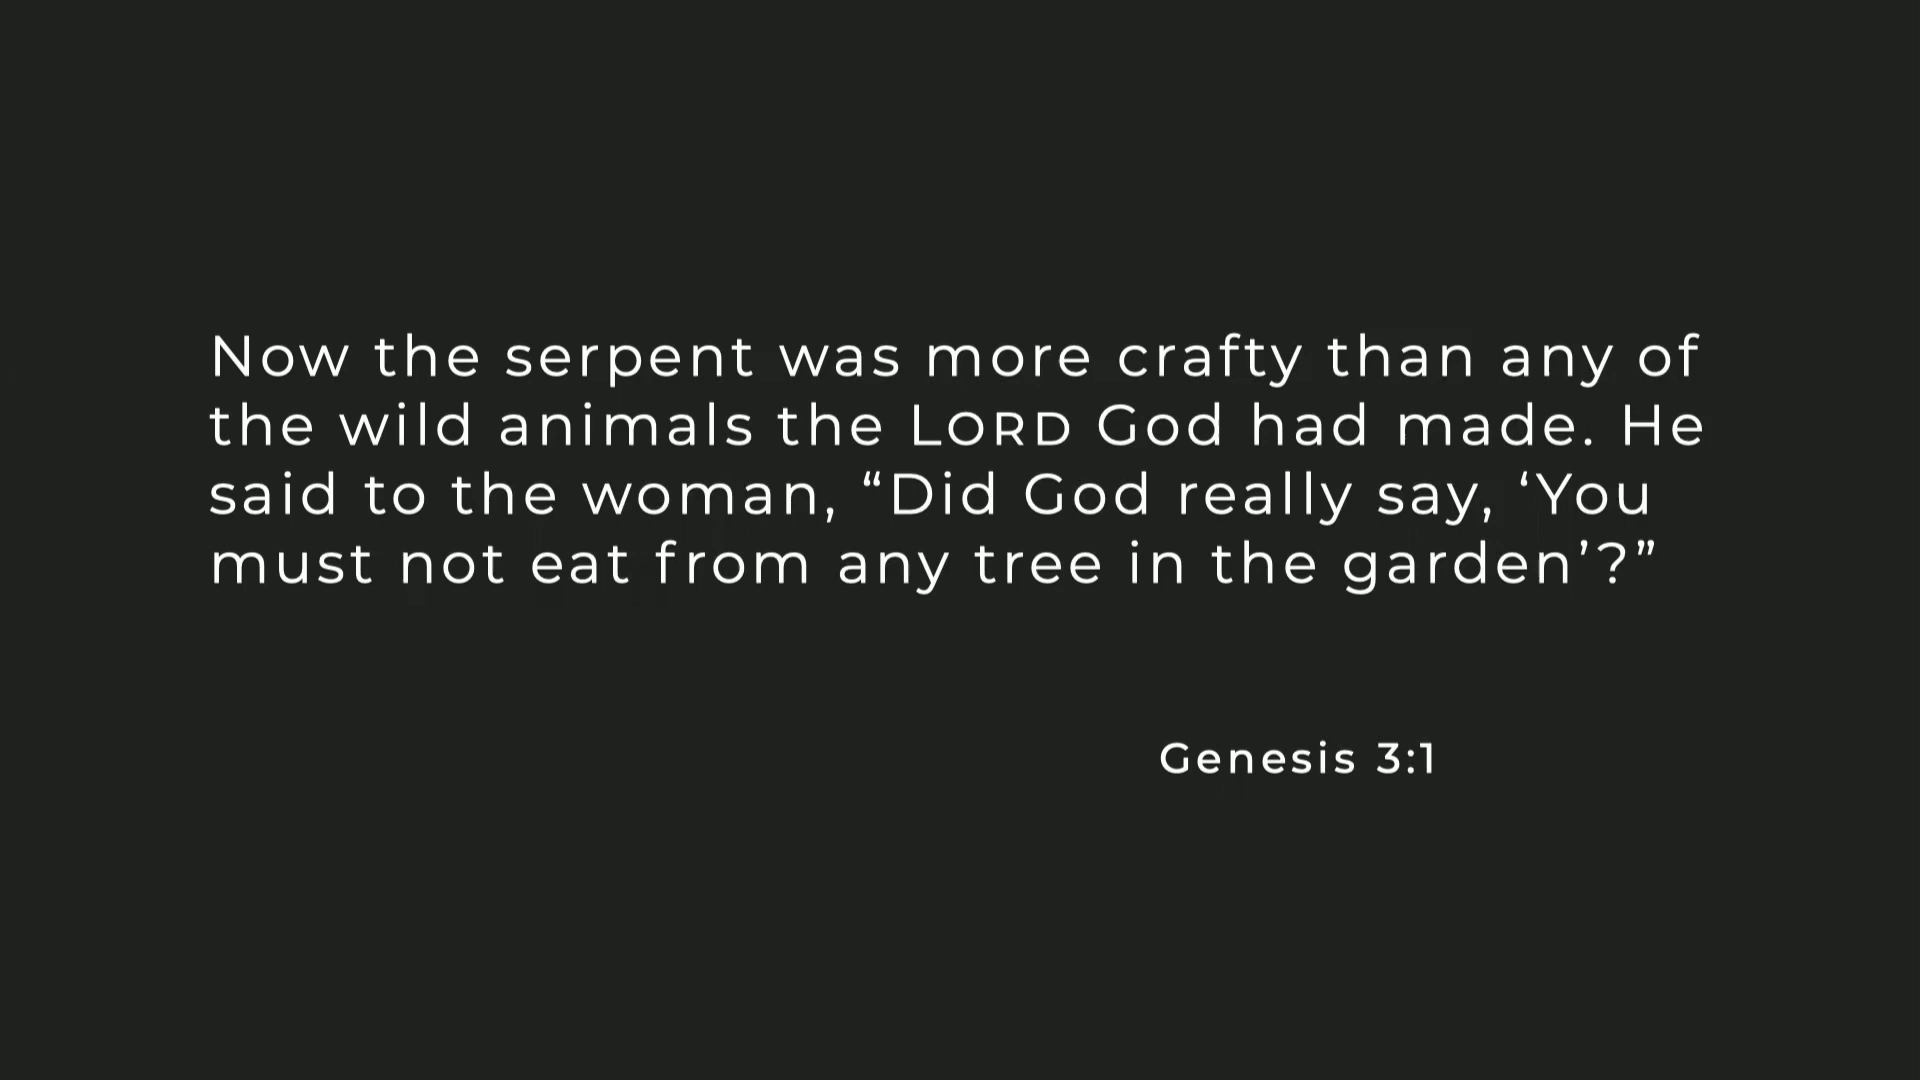 Now the serpent was more crafty than any of
the wild animals the LORD God had made. He
said to the woman, “Did God really say, ‘You
must not eat from any tree in the garden’?”
Genesis 3:1